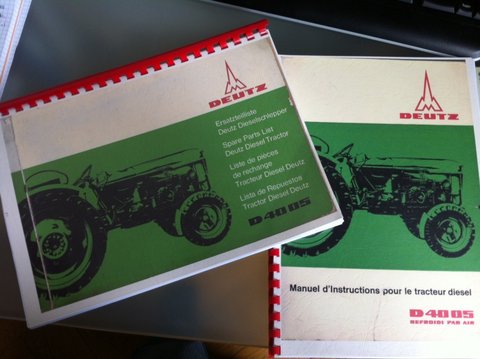 DEUTZ
Ersatzteilliste
Deutz Dieselschlepper
Spare Parts List
Deutz Diesel Tractor
Liste de pièces
de rechange
Tracteur Diesel Deutz
Lista de Repuestos
Tractor Diesel Deutz
D 40 05
DEUTZ
Manuel d'Instructions pour le tracteur diesel
D 40 05
REFROIDI PAR AIR